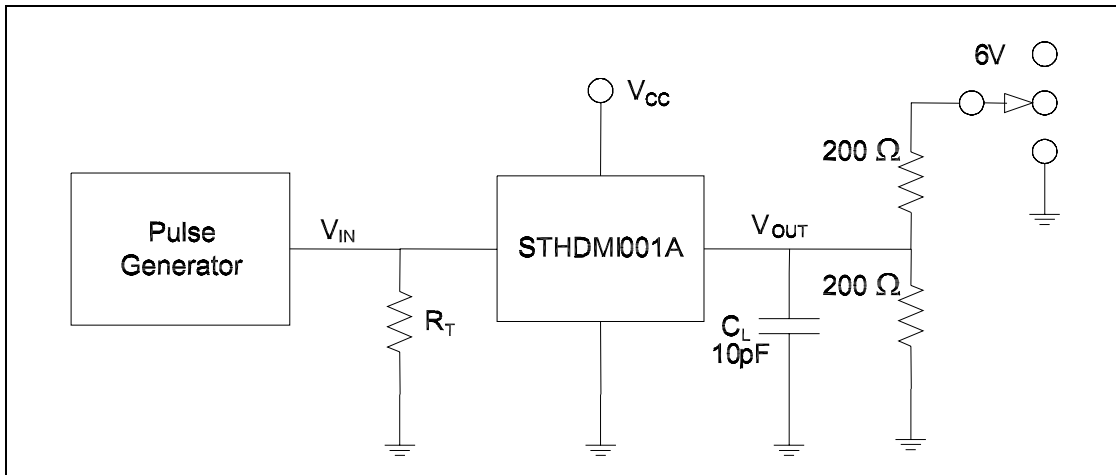 6V
V_CC
200 Ω
Pulse
Generator
V_IN
STHDMI001A
V_OUT
200 Ω
R_T
C_L
10pF